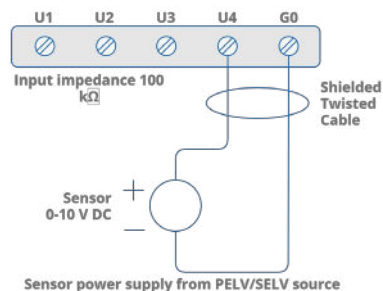 U1 U2 U3 U4 G0
Input impedance 100
kΩ
Shielded
Twisted
Cable
Sensor
0-10 V DC
+
−
Sensor power supply from PELV/SELV source